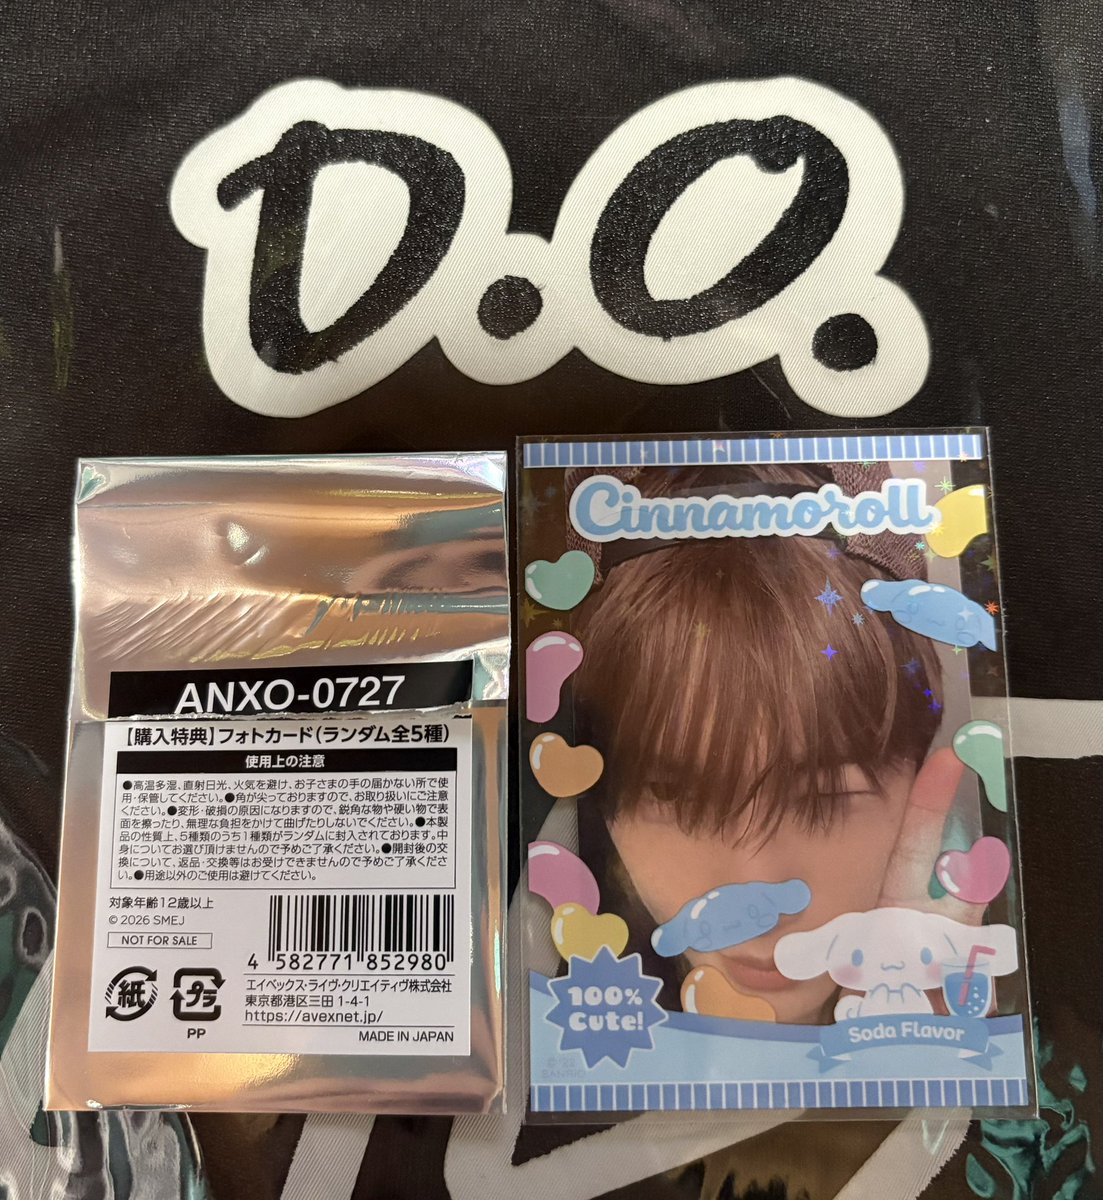 D.O.
ANXO-0727
【購入特典】フォトカード(ランダム全5種)
使用上の注意
●高温多湿、直射日光、火気を避け、お子さまの手の届かない所で使
用・保管してください。●角が尖っておりますので、お取り扱いにご注意
ください。●変形・破損の原因になりますので、鋭角な物や硬い物で表
面を擦ったり、無理な負担をかけて曲げたりしないでください。●本製
品の性質上、5種類のうち1種類がランダムに封入されております。中
身についてお選び頂けませんので予めご了承ください。●開封後の交
換について、返品・交換等はお受けできませんので予めご了承くださ
い。●用途以外のご使用は避けてください。
対象年齢12歳以上
© 2026 SMEJ
NOT FOR SALE
4 582771 852980
紙
プラ
PP
エイベックス・ライヴ・クリエイティヴ株式会社
東京都港区三田 1-4-1
https://avexnet.jp/
MADE IN JAPAN
Cinnamoroll
100%
Cute!
Soda Flavor